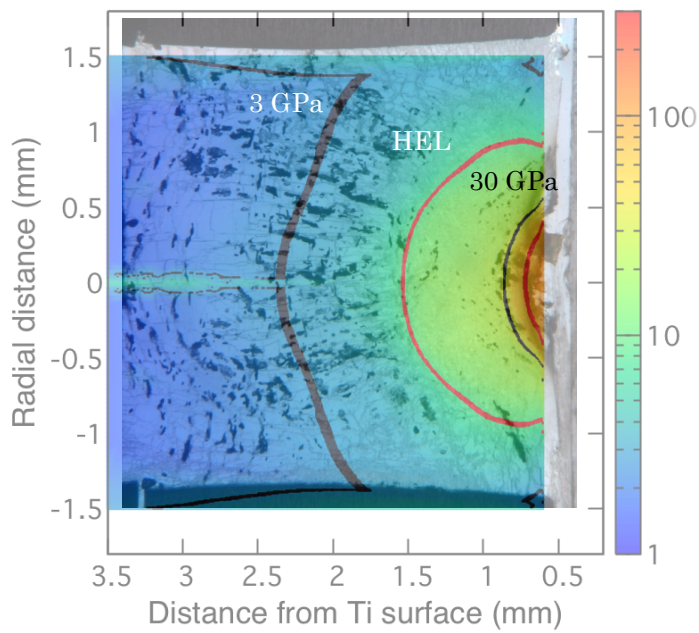 1.5
3 GPa
1
HEL
100
30 GPa
0.5
0
10
-0.5
-1
-1.5
1
3.5 3 2.5 2 1.5 1 0.5
Radial distance (mm)
Distance from Ti surface (mm)